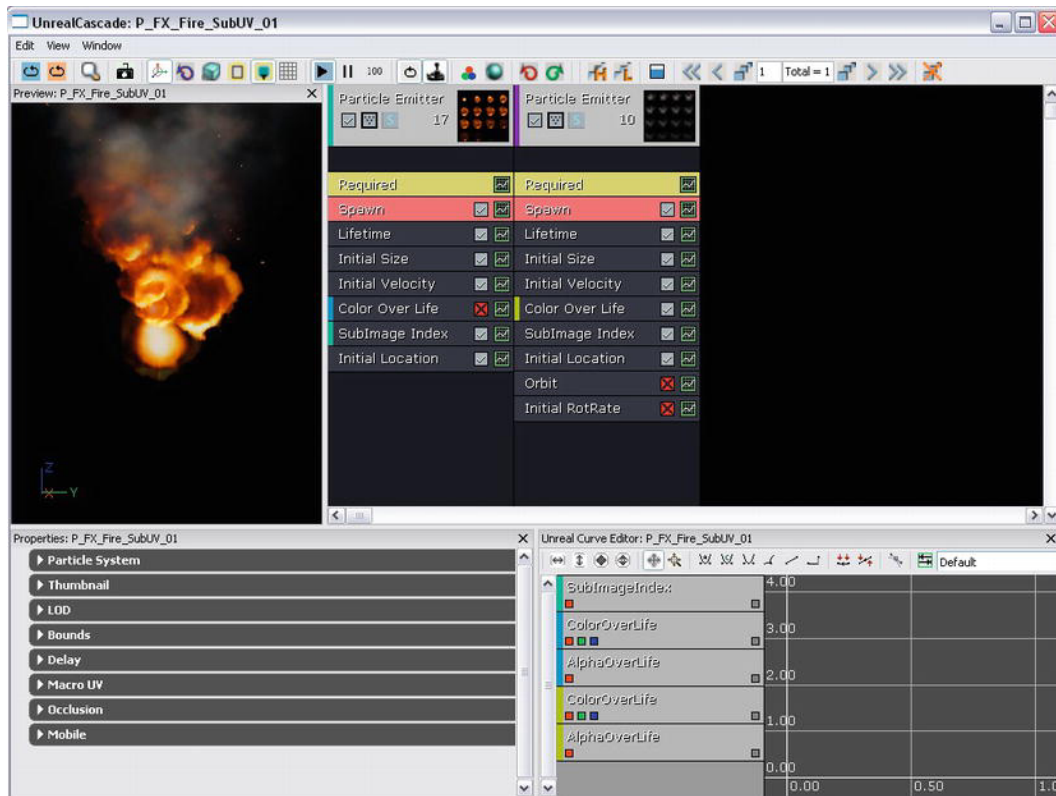 UnrealCascade: P_FX_Fire_SubUV_01
Edit View Window
100
1 Total = 1
Preview: P_FX_Fire_SubUV_01
Particle Emitter
17
Required
Spawn
Lifetime
Initial Size
Initial Velocity
Color Over Life
SubImage Index
Initial Location
Particle Emitter
S 10
Required
Spawn
Lifetime
Initial Size
Initial Velocity
Color Over Life
SubImage Index
Initial Location
Orbit
Initial RotRate
Z
X Y
Properties: P_FX_Fire_SubUV_01
Particle System
Thumbnail
LOD
Bounds
Delay
Macro UV
Occlusion
Mobile
Unreal Curve Editor: P_FX_Fire_SubUV_01
Default
SubImageIndex
ColorOverLife
AlphaOverLife
ColorOverLife
AlphaOverLife
4.00
3.00
2.00
1.00
0.00
0.00 0.50